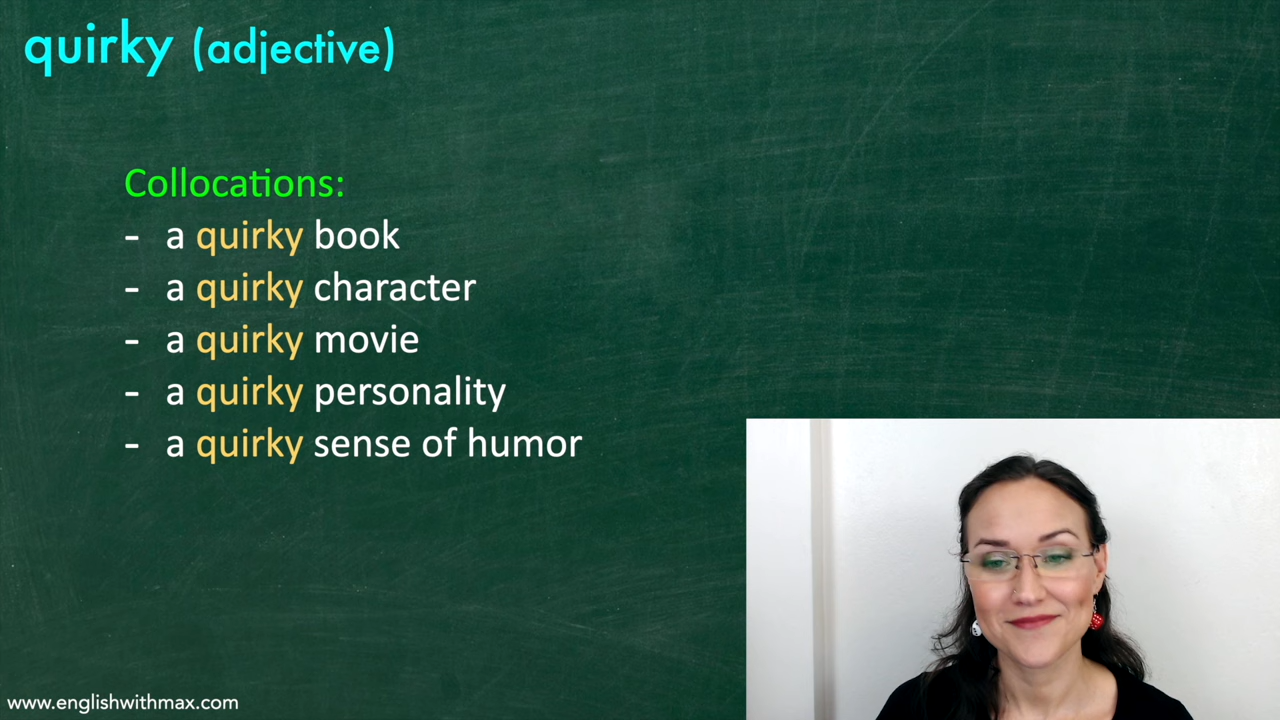 quirky (adjective)
Collocations:
- a quirky book
- a quirky character
- a quirky movie
- a quirky personality
- a quirky sense of humor
www.englishwithmax.com